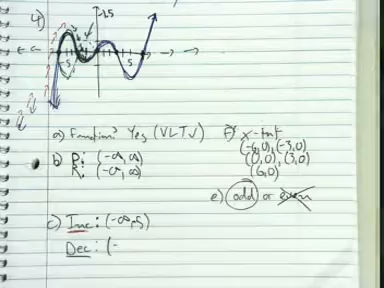 4)
-5
5
a) Function? Yes (VLT√)
F) x-int
(-6,0), (-3,0)
(0,0), (3,0)
(6,0)
b) D: (-∞, ∞)
R: (-∞, ∞)
e) odd or even
c) Inc: (-∞,-5)
Dec: (-